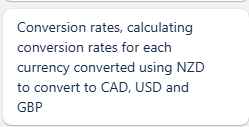 Conversion rates, calculating
conversion rates for each
currency converted using NZD
to convert to CAD, USD and
GBP